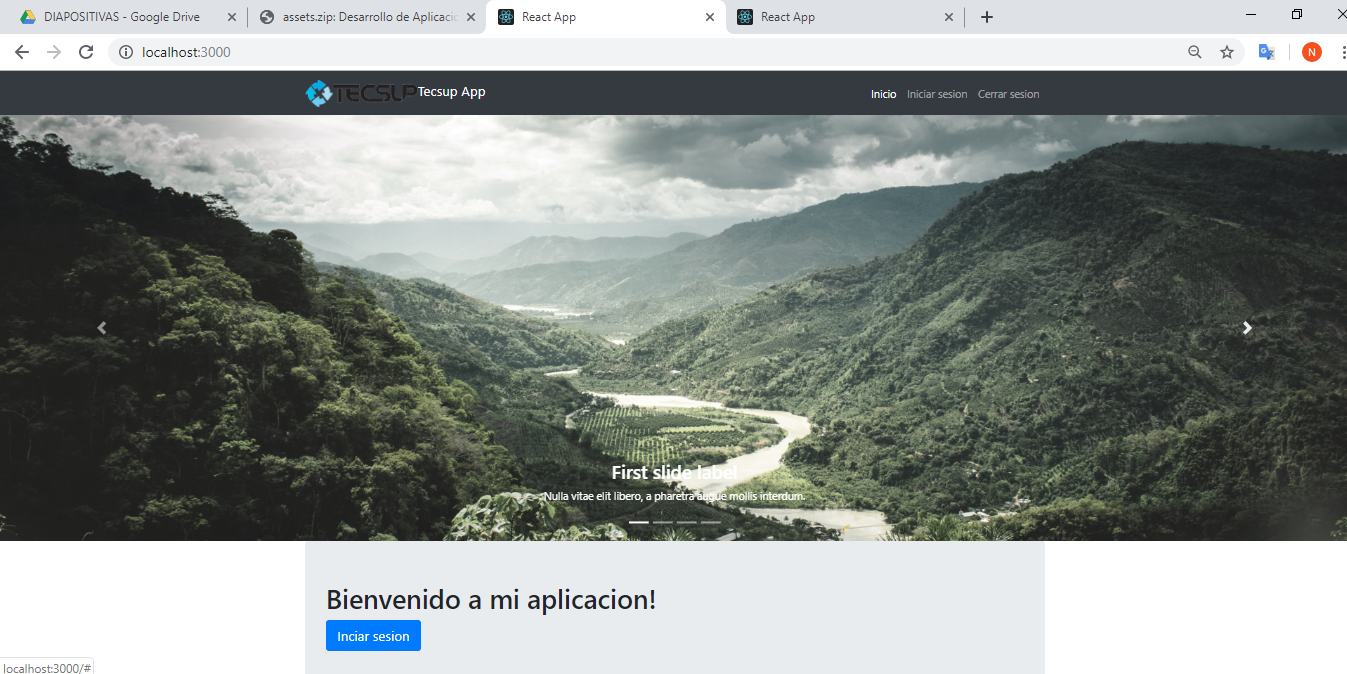 DIAPOSITIVAS - Google Drive
assets.zip: Desarrollo de Aplicacio
React App
React App
localhost:3000
N
TECSUP Tecsup App
Inicio Iniciar sesion Cerrar sesion
First slide label
Nulla vitae elit libero, a pharetra augue mollis interdum.
Bienvenido a mi aplicacion!
Inciar sesion
localhost:3000/#